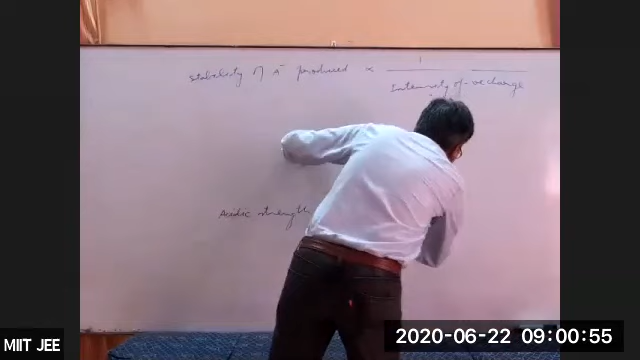 stability of A⁻ produced ∝ 1
Intensity of -ve charge
Acidic strength
MIIT JEE
2020-06-22 09:00:55